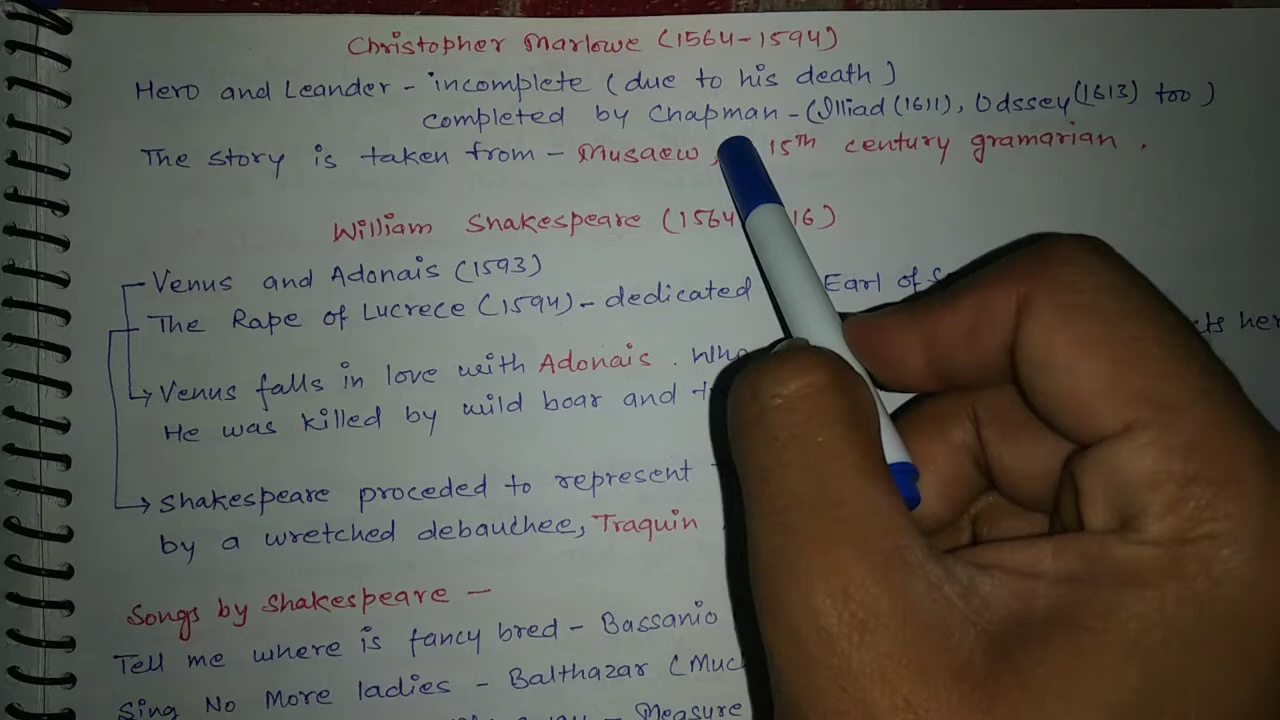 Christopher Marlowe (1564-1594)
Hero and Leander - incomplete (due to his death)
completed by Chapman - (Illiad (1611), Odssey (1613) too)
The story is taken from - Musaew, 15th century gramarian.
William Shakespeare (1564 16)
Venus and Adonais (1593)
The Rape of Lucrece (1594) - dedicated Earl of
Venus falls in love with Adonais. Who her
He was killed by wild boar and
Shakespeare proceded to represent
by a wretched debauchee, Traquin
Songs by Shakespeare -
Tell me where is fancy bred - Bassanio
Sing No More ladies - Balthazar (Muc
- Measure